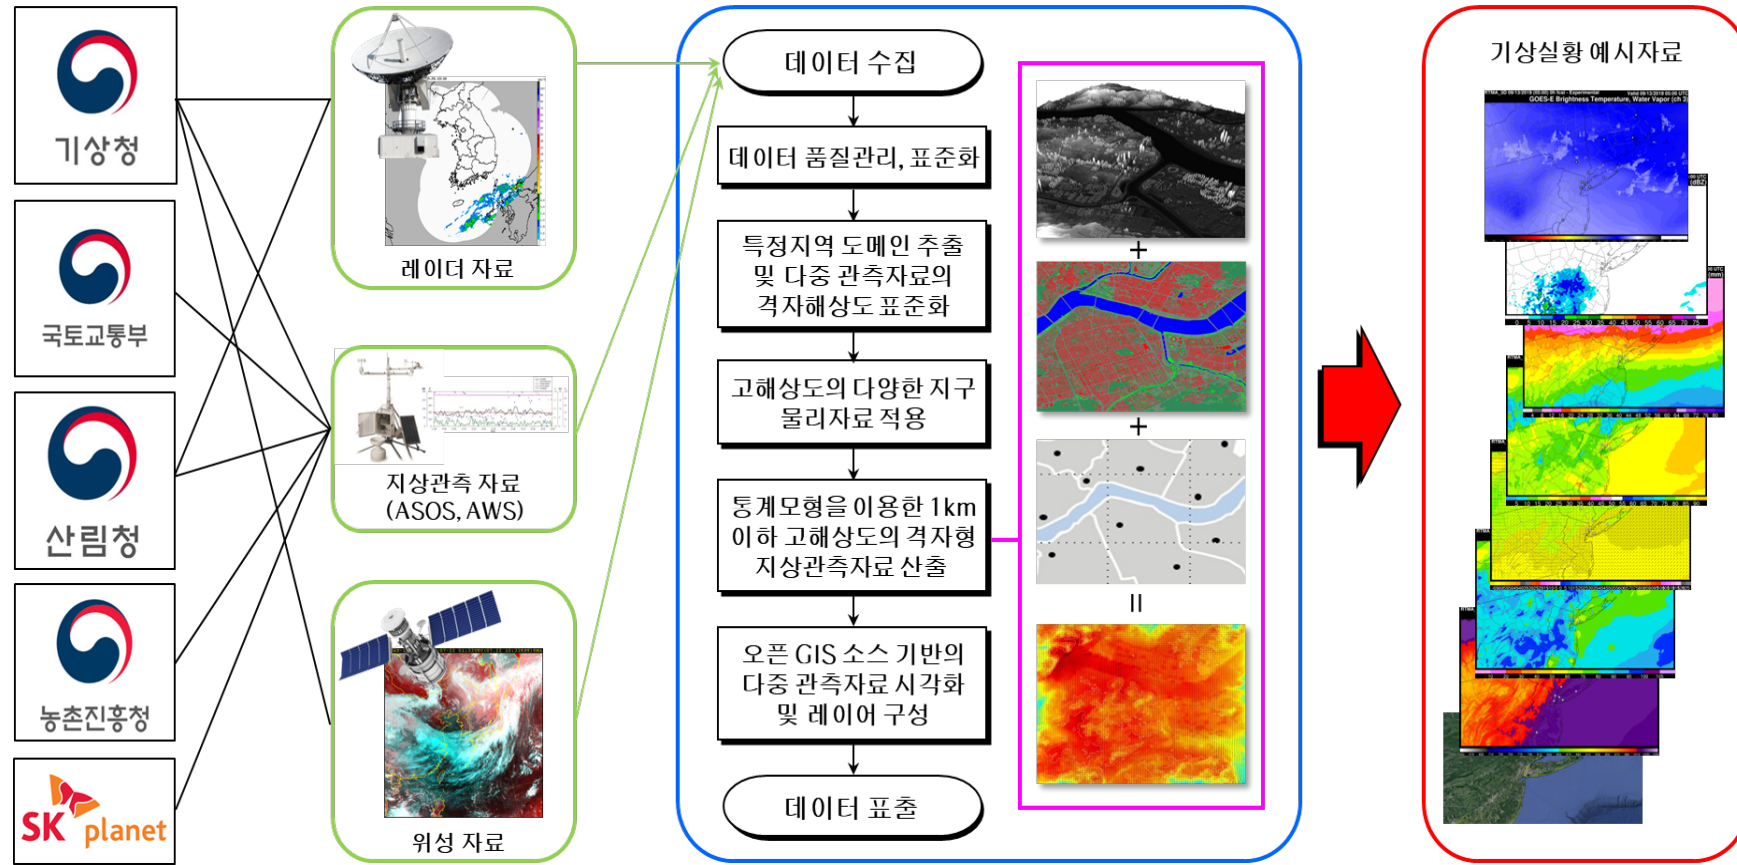 기상청
국토교통부
산림청
농촌진흥청
SK planet
레이더 자료
지상관측 자료
(ASOS, AWS)
위성 자료
데이터 수집
데이터 품질관리, 표준화
특정지역 도메인 추출
및 다중 관측자료의
격자해상도 표준화
고해상도의 다양한 지구
물리자료 적용
통계모형을 이용한 1km
이하 고해상도의 격자형
지상관측자료 산출
오픈 GIS 소스 기반의
다중 관측자료 시각화
및 레이어 구성
데이터 표출
+
+
=
기상실황 예시자료
GOES-E Brightness Temperature, Water Vapor (ch 3)